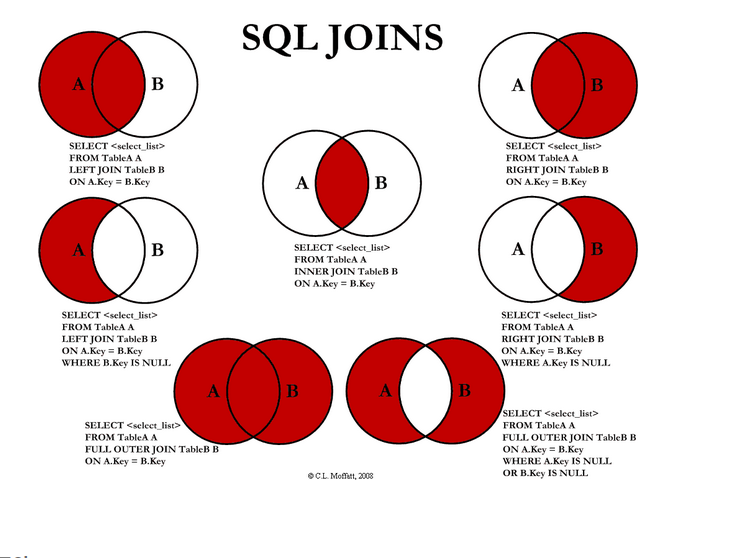 SQL JOINS
A B
SELECT <select_list>
FROM TableA A
LEFT JOIN TableB B
ON A.Key = B.Key
A B
SELECT <select_list>
FROM TableA A
RIGHT JOIN TableB B
ON A.Key = B.Key
A B
SELECT <select_list>
FROM TableA A
INNER JOIN TableB B
ON A.Key = B.Key
A B
SELECT <select_list>
FROM TableA A
LEFT JOIN TableB B
ON A.Key = B.Key
WHERE B.Key IS NULL
A B
SELECT <select_list>
FROM TableA A
RIGHT JOIN TableB B
ON A.Key = B.Key
WHERE A.Key IS NULL
A B
SELECT <select_list>
FROM TableA A
FULL OUTER JOIN TableB B
ON A.Key = B.Key
A B
SELECT <select_list>
FROM TableA A
FULL OUTER JOIN TableB B
ON A.Key = B.Key
WHERE A.Key IS NULL
OR B.Key IS NULL
© C.L. Moffatt, 2008